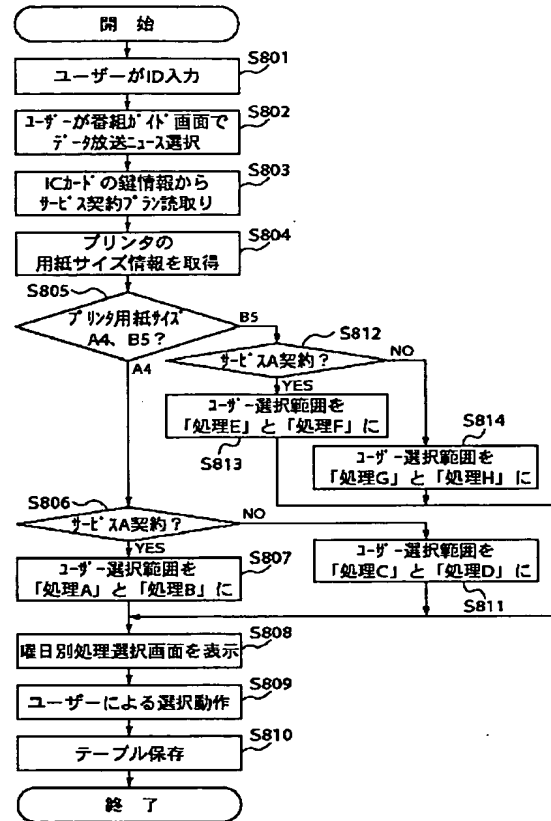 開 始
S801
ユーザーがID入力
S802
ユーザーが番組ガイド画面で
データ放送ニュース選択
S803
ICカードの鍵情報から
サービス契約プラン読取り
S804
プリンタの
用紙サイズ情報を取得
S805
プリンタ用紙サイズ
A4、B5?
B5
A4
S812
サービスA契約?
NO
YES
ユーザー選択範囲を
「処理E」と「処理F」に
S813
S814
ユーザー選択範囲を
「処理G」と「処理H」に
S806
サービスA契約?
NO
YES
ユーザー選択範囲を
「処理A」と「処理B」に
S807
ユーザー選択範囲を
「処理C」と「処理D」に
S811
S808
曜日別処理選択画面を表示
S809
ユーザーによる選択動作
S810
テーブル保存
終 了